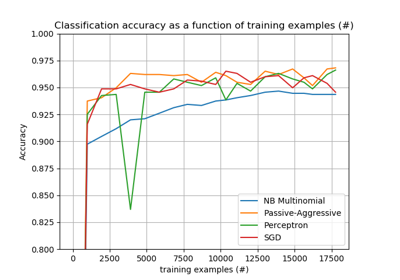 Classification accuracy as a function of training examples (#)
1.000
0.975
0.950
0.925
0.900
0.875
0.850
0.825
0.800
Accuracy
NB Multinomial
Passive-Aggressive
Perceptron
SGD
0 2500 5000 7500 10000 12500 15000 17500
training examples (#)